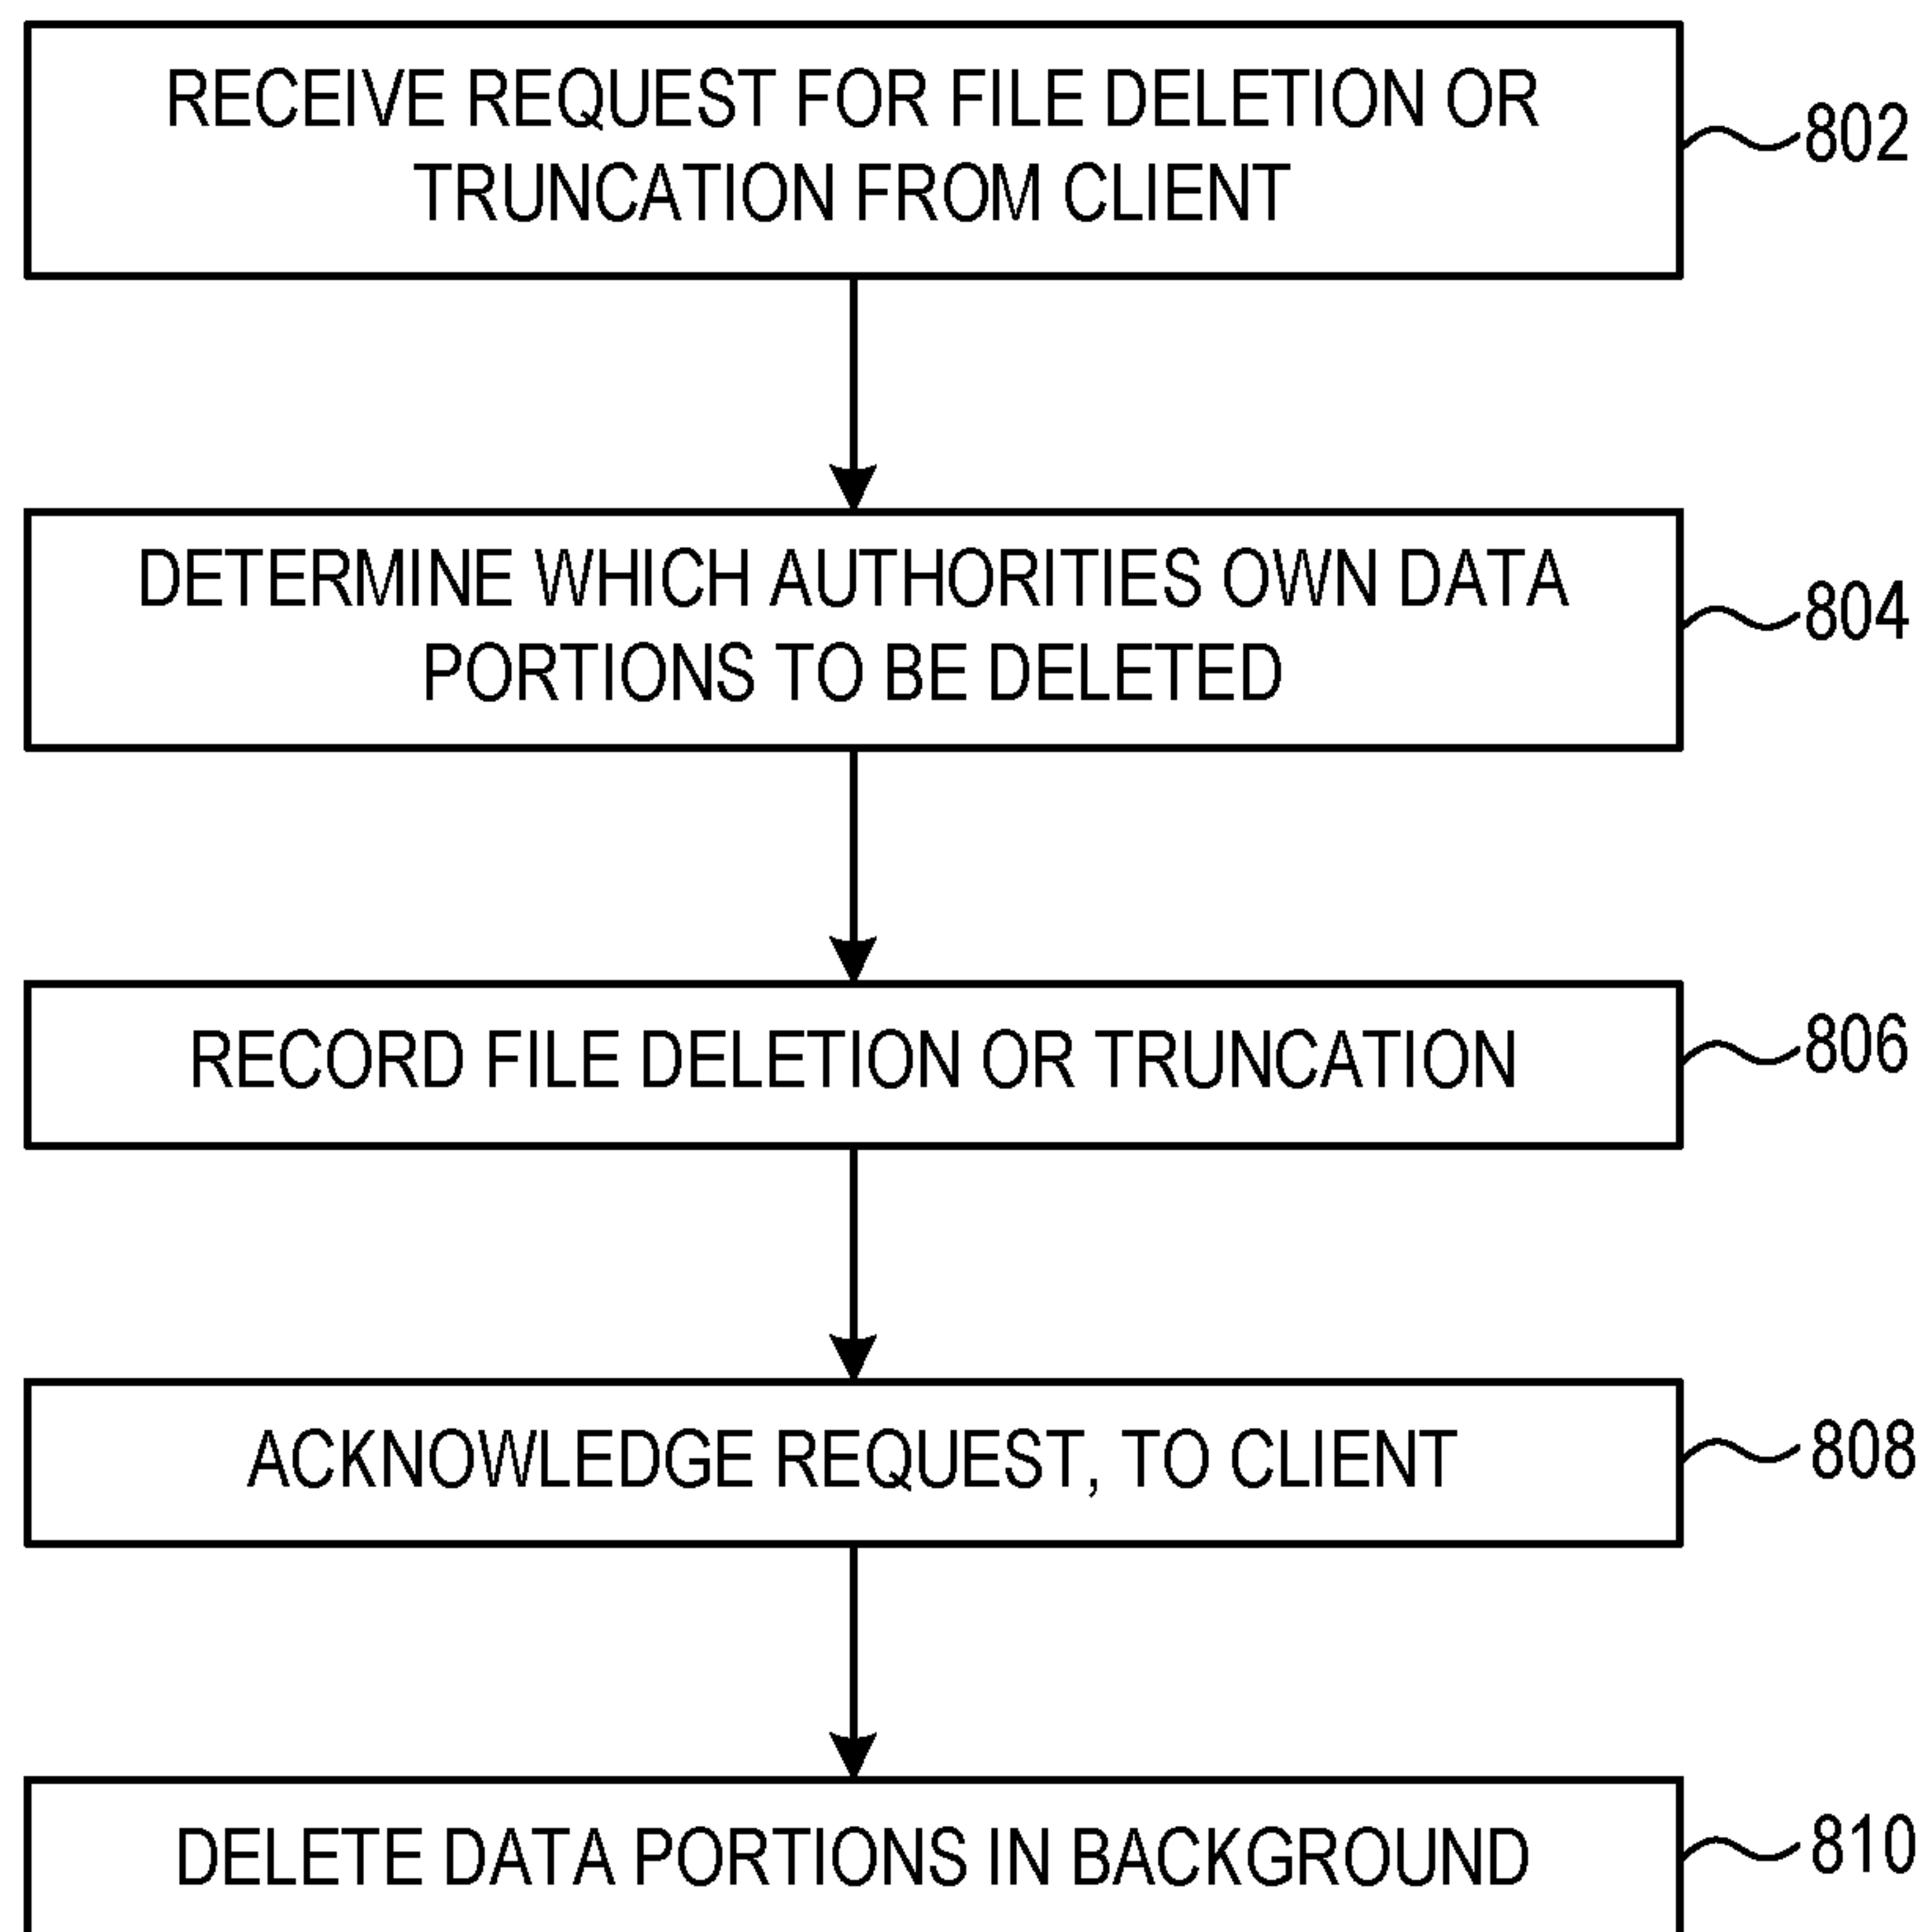 RECEIVE REQUEST FOR FILE DELETION OR
TRUNCATION FROM CLIENT
802
DETERMINE WHICH AUTHORITIES OWN DATA
PORTIONS TO BE DELETED
804
RECORD FILE DELETION OR TRUNCATION
806
ACKNOWLEDGE REQUEST, TO CLIENT
808
DELETE DATA PORTIONS IN BACKGROUND
810